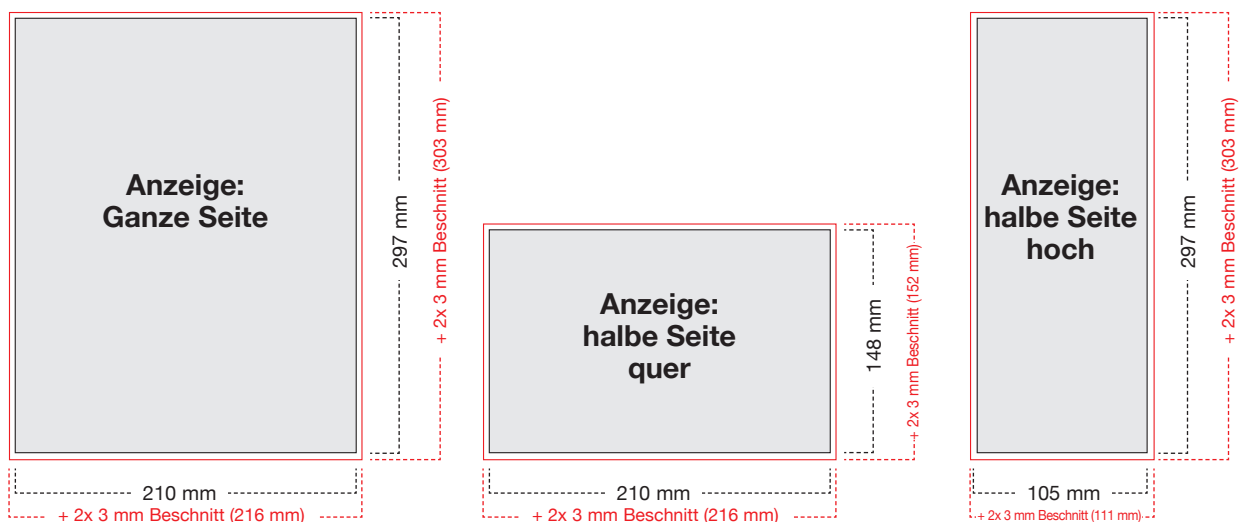 Anzeige:
Ganze Seite
297 mm
+ 2x 3 mm Beschnitt (303 mm)
210 mm
+ 2x 3 mm Beschnitt (216 mm)
Anzeige:
halbe Seite
quer
148 mm
+ 2x 3 mm Beschnitt (152 mm)
210 mm
+ 2x 3 mm Beschnitt (216 mm)
Anzeige:
halbe Seite
hoch
297 mm
+ 2x 3 mm Beschnitt (303 mm)
105 mm
+ 2x 3 mm Beschnitt (111 mm)